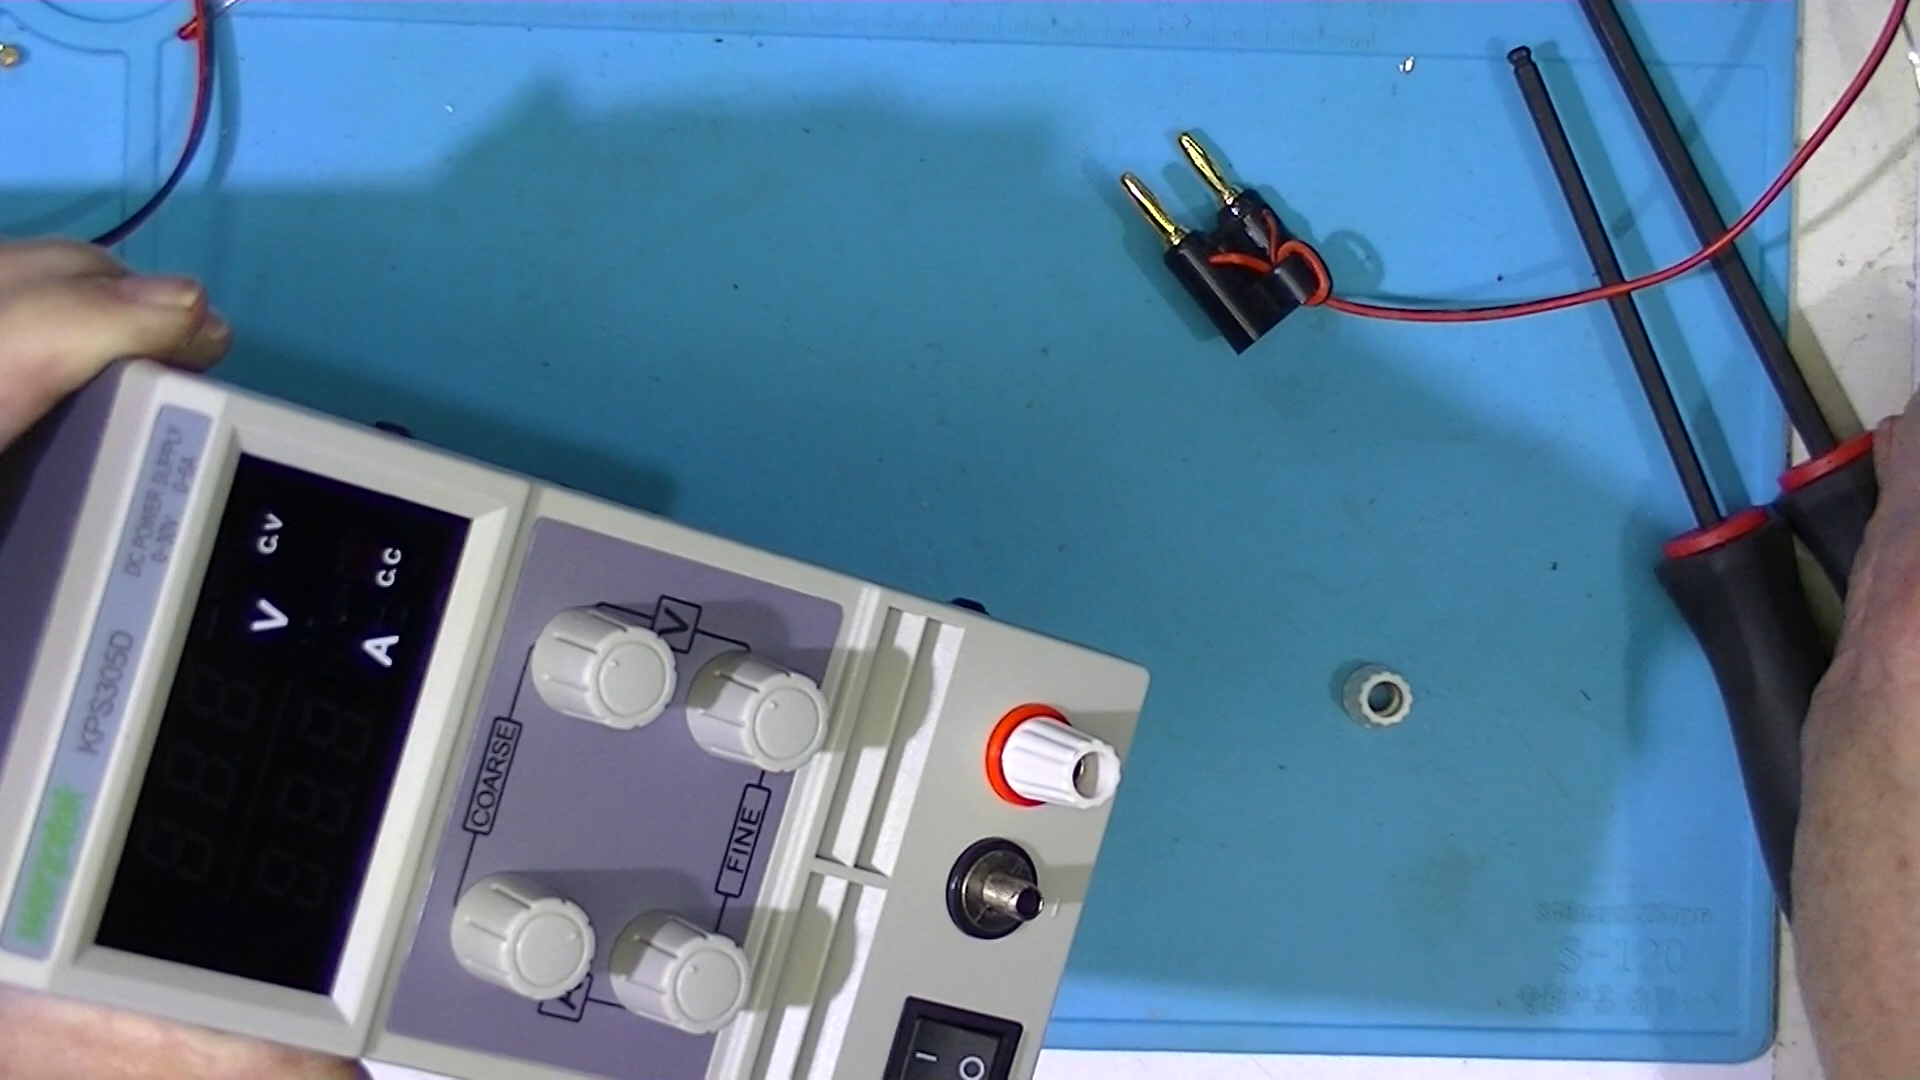 KPS305D
DC POWER SUPPLY
0-30V 0-5A
V C.V
A C.C
V
COARSE
FINE
A
I O
S-120